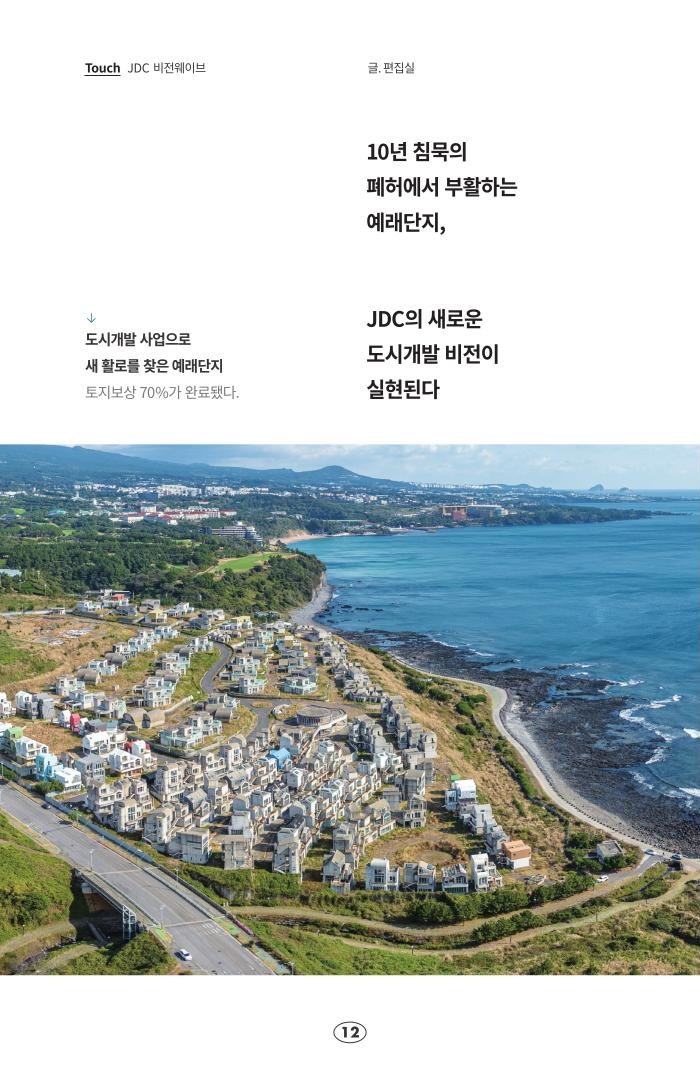 Touch JDC 비전웨이브
글. 편집실
10년 침묵의
폐허에서 부활하는
예래단지,
JDC의 새로운
도시개발 비전이
실현된다
↓
도시개발 사업으로
새 활로를 찾은 예래단지
토지보상 70%가 완료됐다.
12